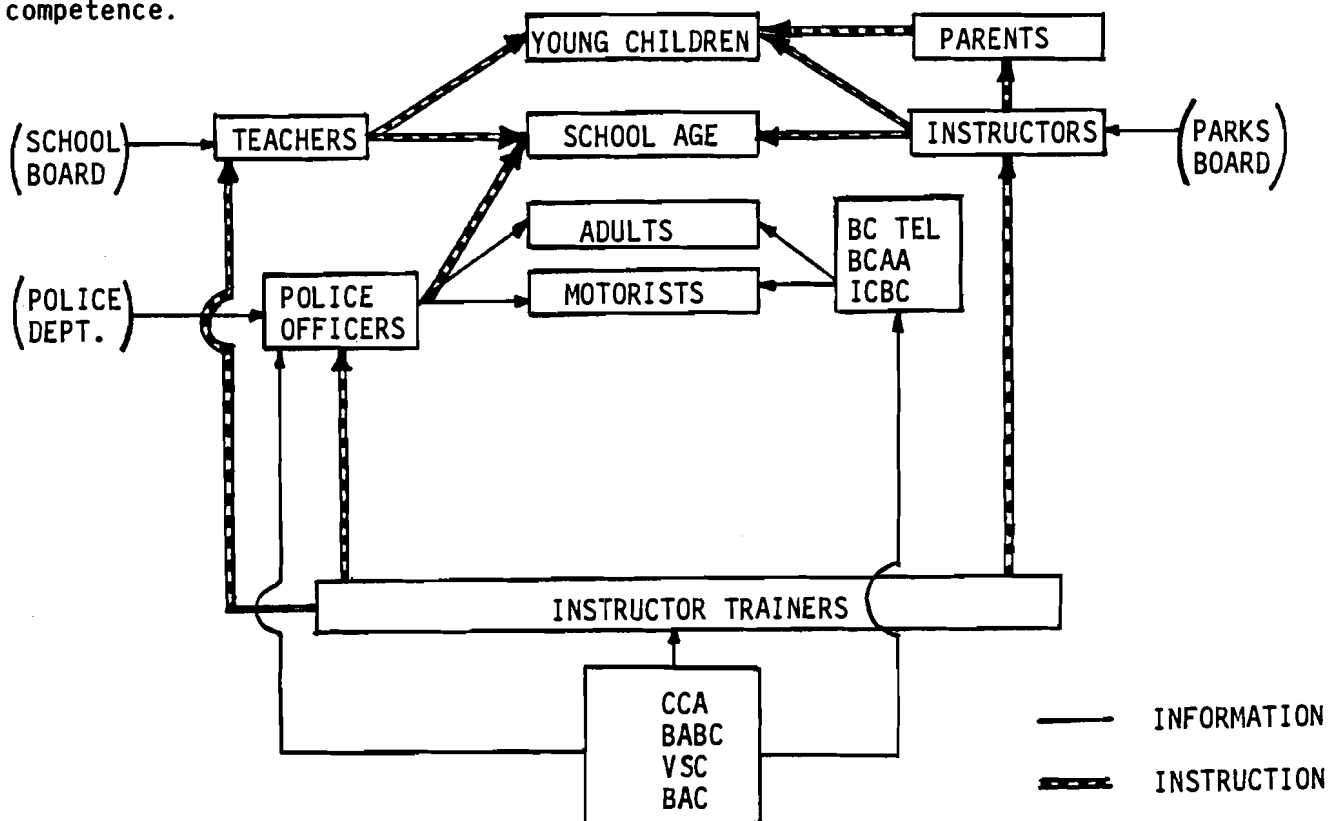 competence.
YOUNG CHILDREN
PARENTS
(SCHOOL
BOARD)
TEACHERS
SCHOOL AGE
INSTRUCTORS
(PARKS
BOARD)
ADULTS
BC TEL
BCAA
ICBC
MOTORISTS
(POLICE
DEPT.)
POLICE
OFFICERS
INSTRUCTOR TRAINERS
CCA
BABC
VSC
BAC
INFORMATION
INSTRUCTION